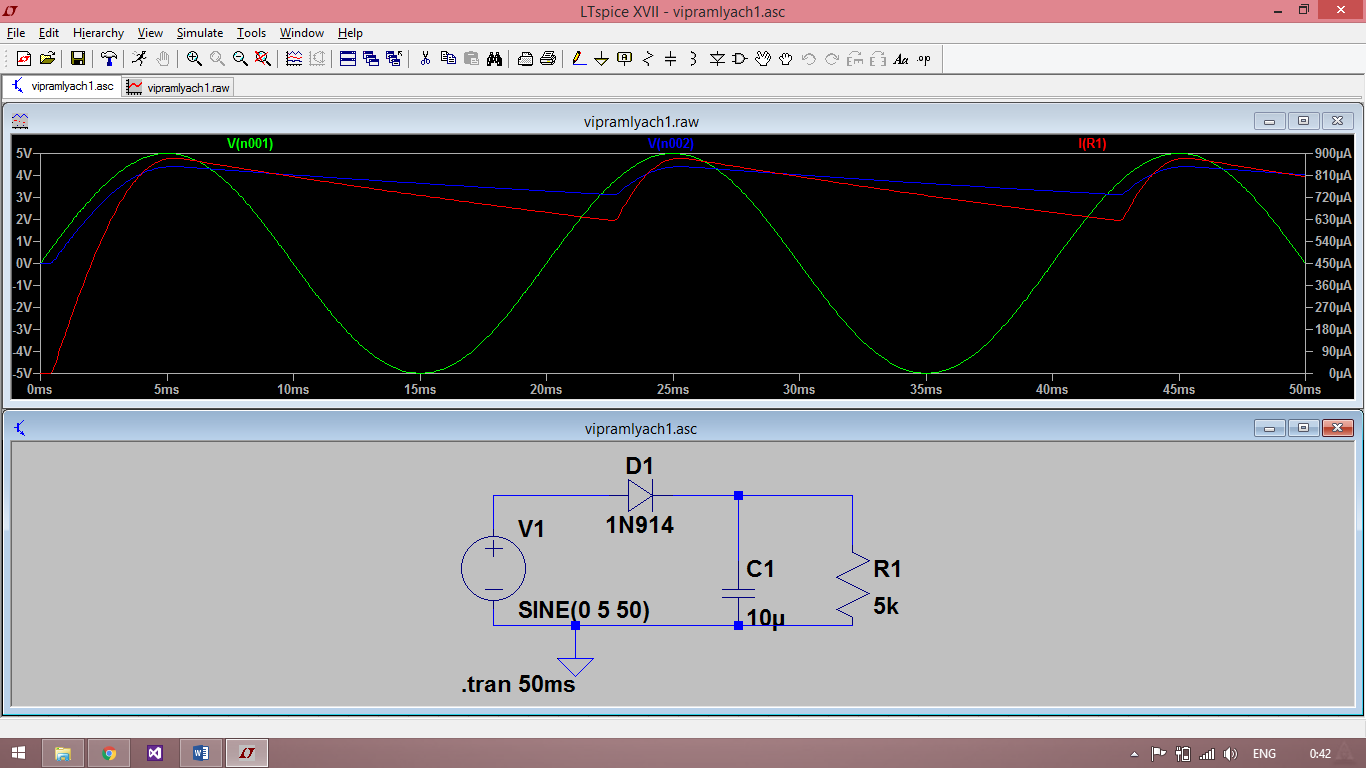 LTspice XVII - vipramlyach1.asc
File Edit Hierarchy View Simulate Tools Window Help
Aa .op
vipramlyach1.asc vipramlyach1.raw
vipramlyach1.raw
V(n001) V(n002) I(R1)
5V 900µA
4V 810µA
3V 720µA
2V 630µA
1V 540µA
0V 450µA
-1V 360µA
-2V 270µA
-3V 180µA
-4V 90µA
-5V 0µA
0ms 5ms 10ms 15ms 20ms 25ms 30ms 35ms 40ms 45ms 50ms
vipramlyach1.asc
D1
1N914
V1
SINE(0 5 50)
C1
10µ
R1
5k
.tran 50ms
ENG 0:42